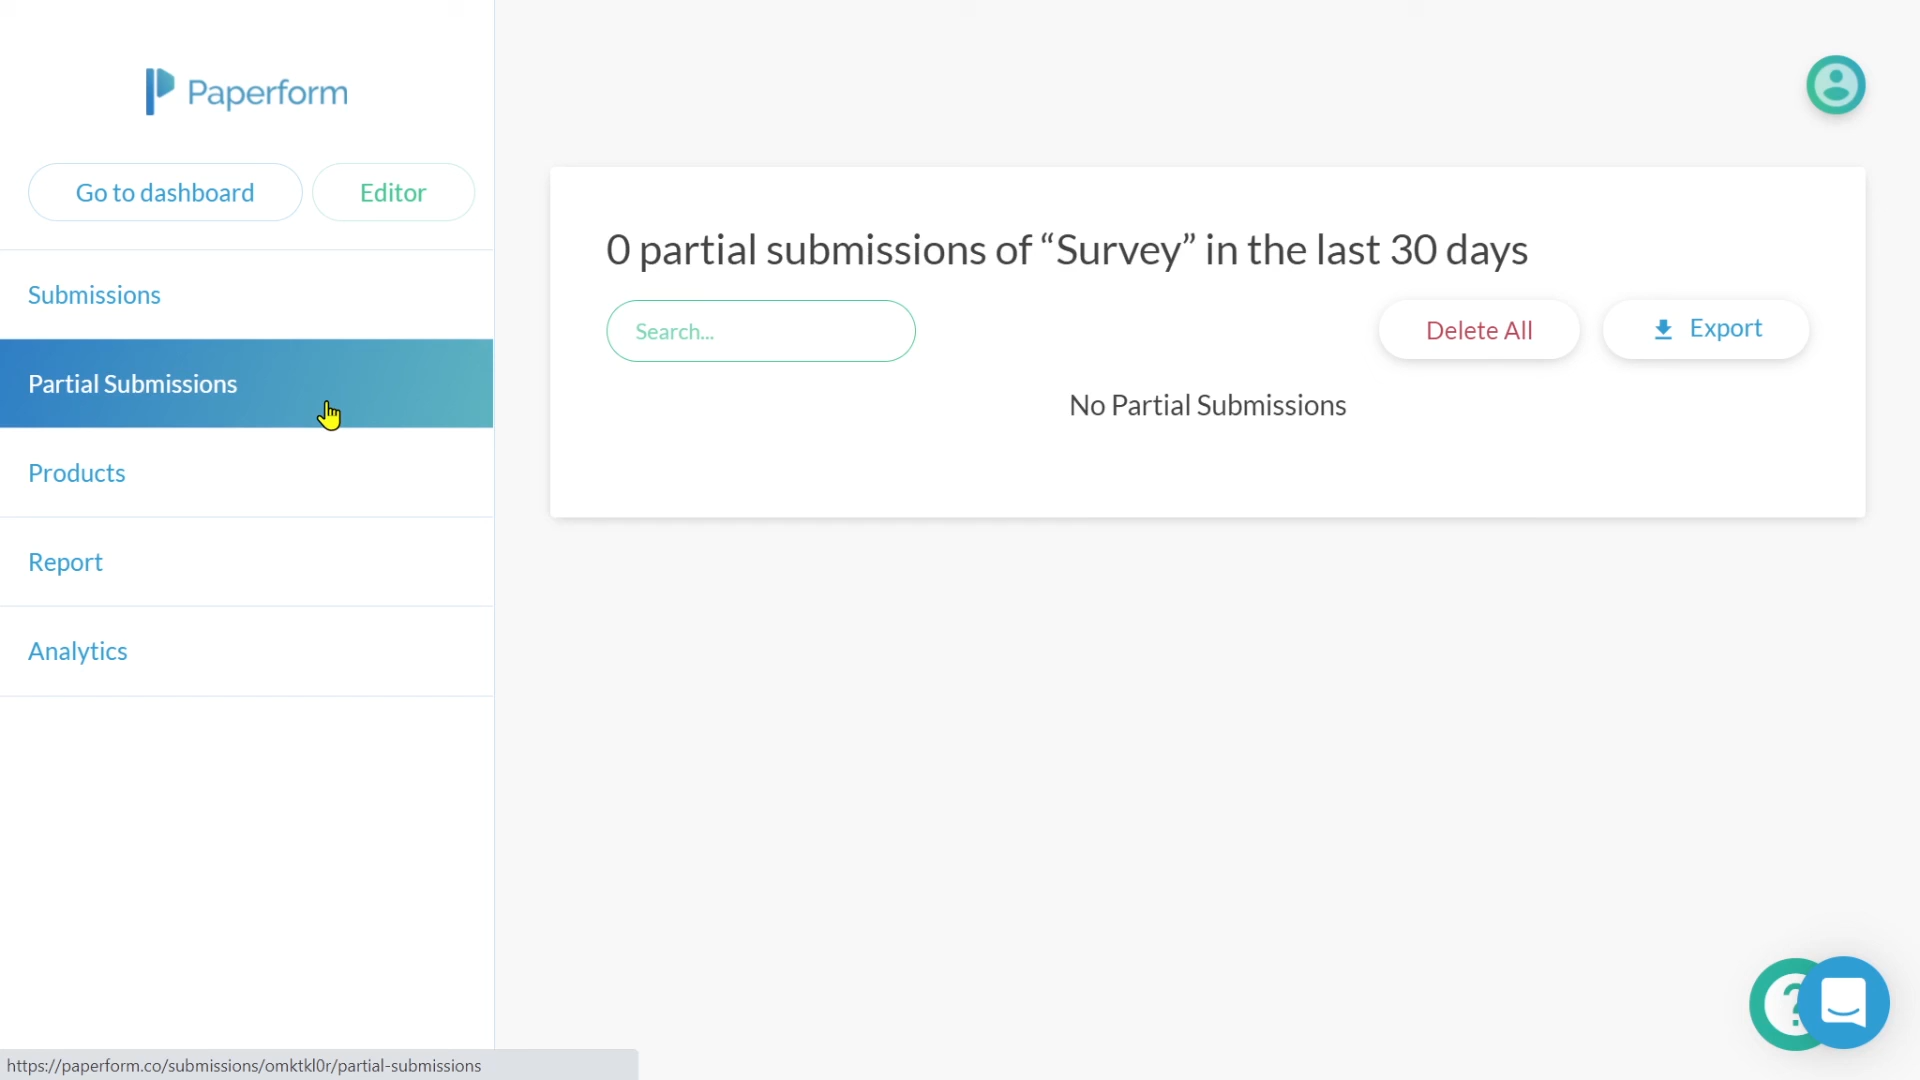 Paperform
Go to dashboard
Editor
Submissions
Partial Submissions
Products
Report
Analytics
0 partial submissions of “Survey” in the last 30 days
Search...
Delete All
Export
No Partial Submissions
?
https://paperform.co/submissions/omktkl0r/partial-submissions